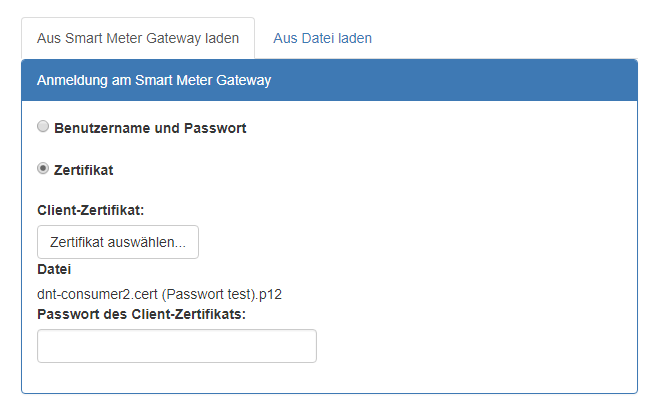 Aus Smart Meter Gateway laden Aus Datei laden
Anmeldung am Smart Meter Gateway
Benutzername und Passwort
Zertifikat
Client-Zertifikat:
Zertifikat auswählen...
Datei
dnt-consumer2.cert (Passwort test).p12
Passwort des Client-Zertifikats: